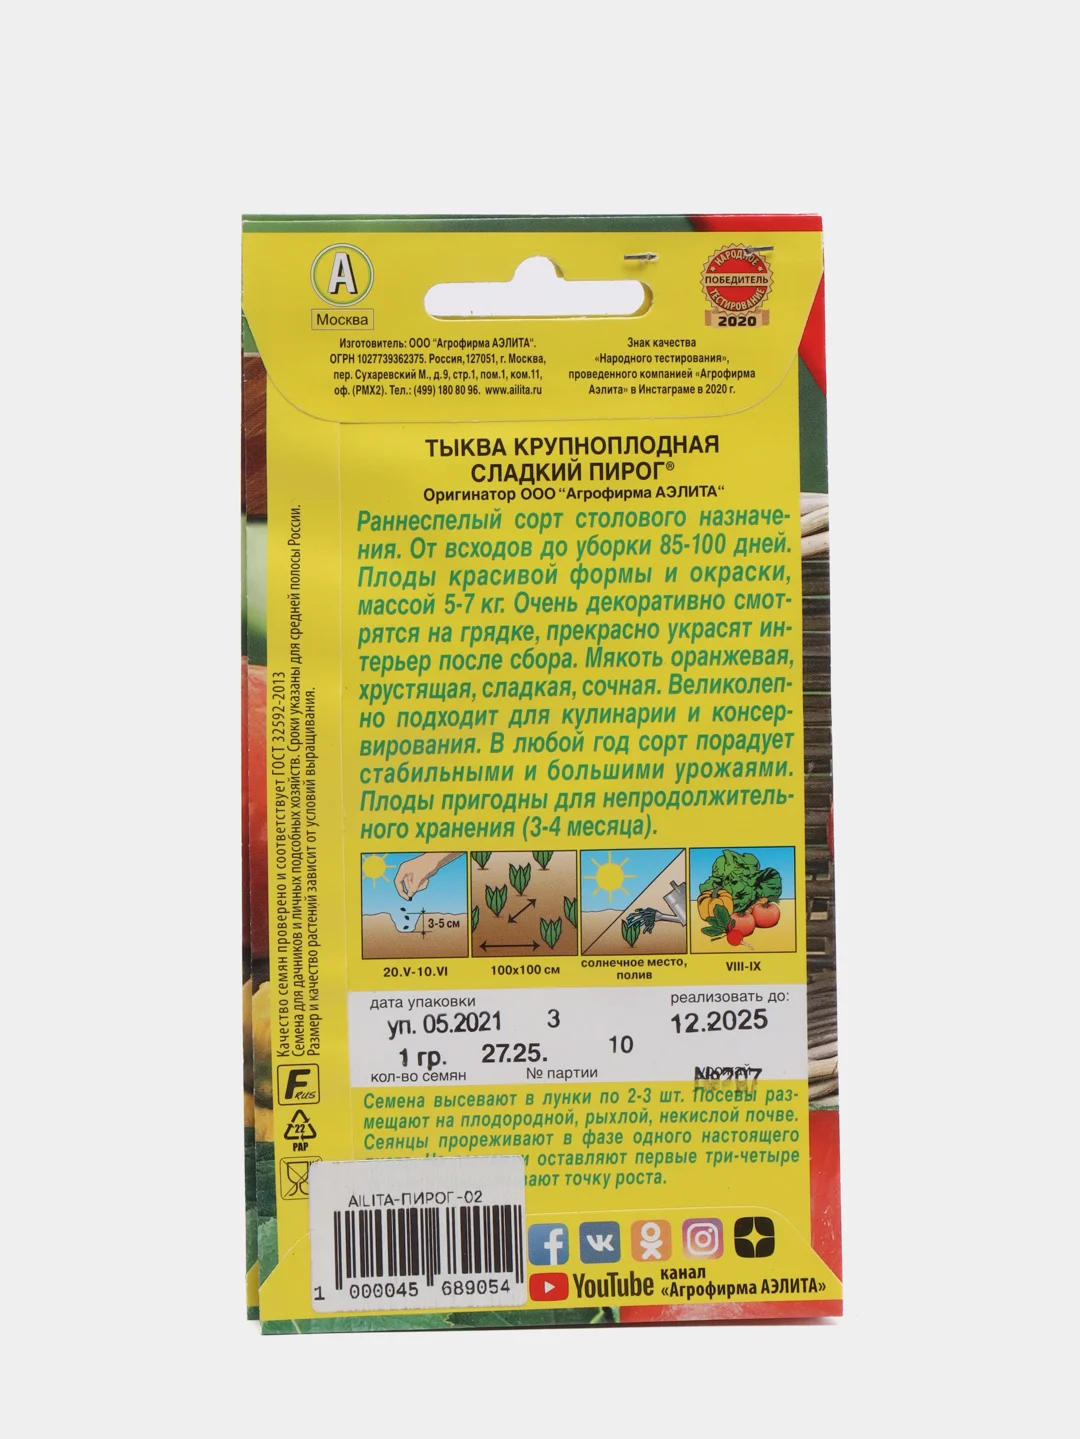 А
Москва
НАРОДНОЕ
ПОБЕДИТЕЛЬ
ТЕСТИРОВАНИЕ
2020
Изготовитель: ООО "Агрофирма АЭЛИТА".
ОГРН 1027739362375. Россия,127051, г. Москва,
пер. Сухаревский М., д.9, стр.1, пом.1, ком.11,
оф. (РМХ2). Тел.: (499) 180 80 96. www.ailita.ru
Знак качества
«Народного тестирования»,
проведенного компанией «Агрофирма
Аэлита» в Инстаграме в 2020 г.
ТЫКВА КРУПНОПЛОДНАЯ
СЛАДКИЙ ПИРОГ®
Оригинатор ООО "Агрофирма АЭЛИТА"
Раннеспелый сорт столового назначе-
ния. От всходов до уборки 85-100 дней.
Плоды красивой формы и окраски,
массой 5-7 кг. Очень декоративно смот-
рятся на грядке, прекрасно украсят ин-
терьер после сбора. Мякоть оранжевая,
хрустящая, сладкая, сочная. Великолеп-
но подходит для кулинарии и консер-
вирования. В любой год сорт порадует
стабильными и большими урожаями.
Плоды пригодны для непродолжитель-
ного хранения (3-4 месяца).
Качество семян проверено и соответствует ГОСТ 32592-2013
Семена для дачников и личных подсобных хозяйств. Сроки указаны для средней полосы России.
Размер и качество растений зависит от условий выращивания.
3-5 см
20.V-10.VI
100x100 см
солнечное место,
полив
VIII-IX
дата упаковки
реализовать до:
уп. 05.2021 3
12.2025
1 гр. 27.25. 10
кол-во семян № партии
№207
F RUS
22
PAP
Семена высевают в лунки по 2-3 шт. Посевы раз-
мещают на плодородной, рыхлой, некислой почве.
Сеянцы прореживают в фазе одного настоящего
оставляют первые три-четыре
точку роста.
AILITA-ПИРОГ-02
1 000045 689054
YouTube
канал
«Агрофирма АЭЛИТА»